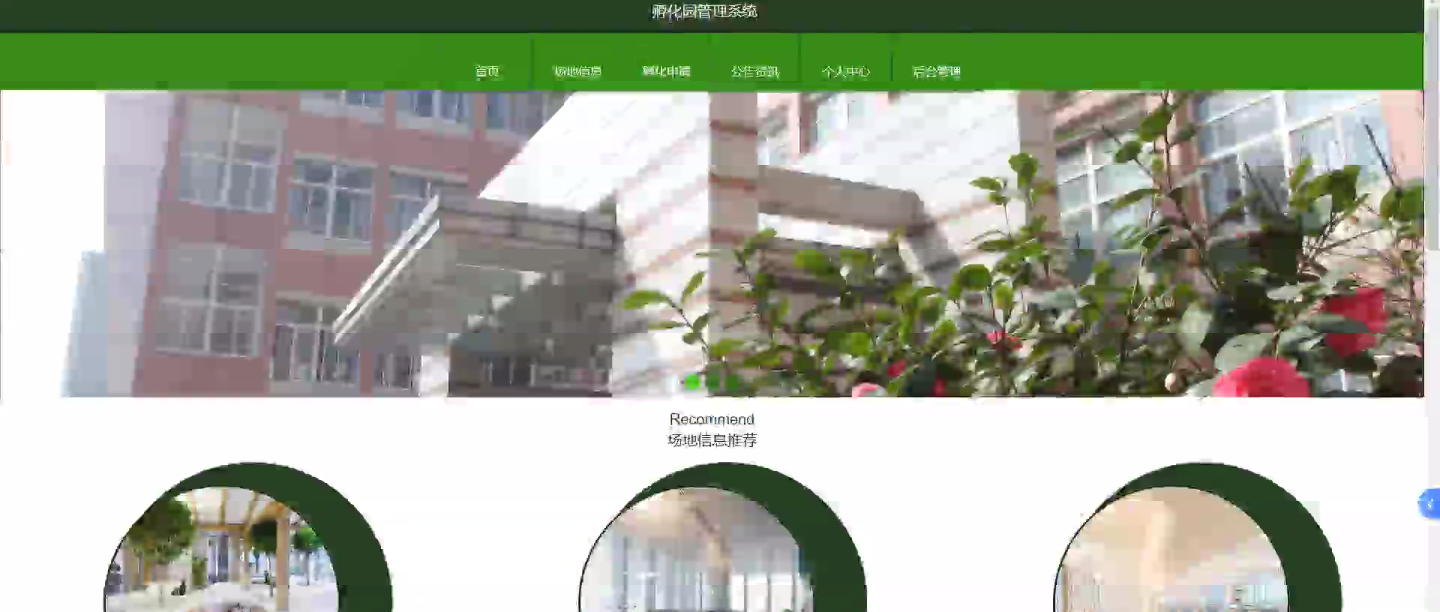 孵化园管理系统
首页 场地信息 孵化申请 公告资讯 个人中心 后台管理
Recommend
场地信息推荐